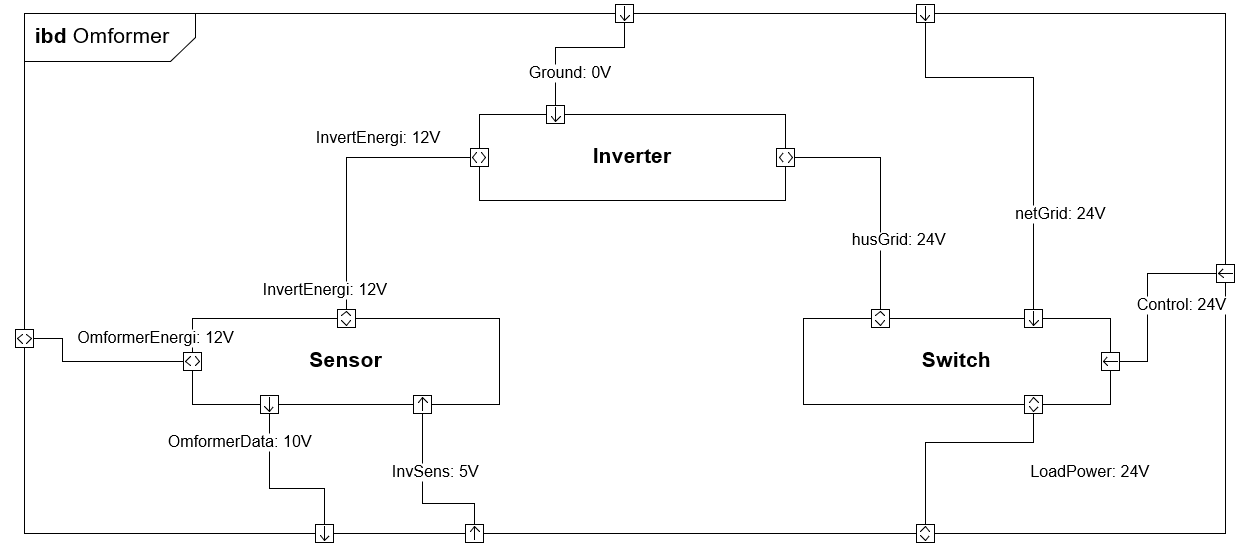 ibd Omformer
Ground: 0V
InvertEnergi: 12V
Inverter
netGrid: 24V
husGrid: 24V
InvertEnergi: 12V
Control: 24V
OmformerEnergi: 12V
Sensor
Switch
OmformerData: 10V
InvSens: 5V
LoadPower: 24V